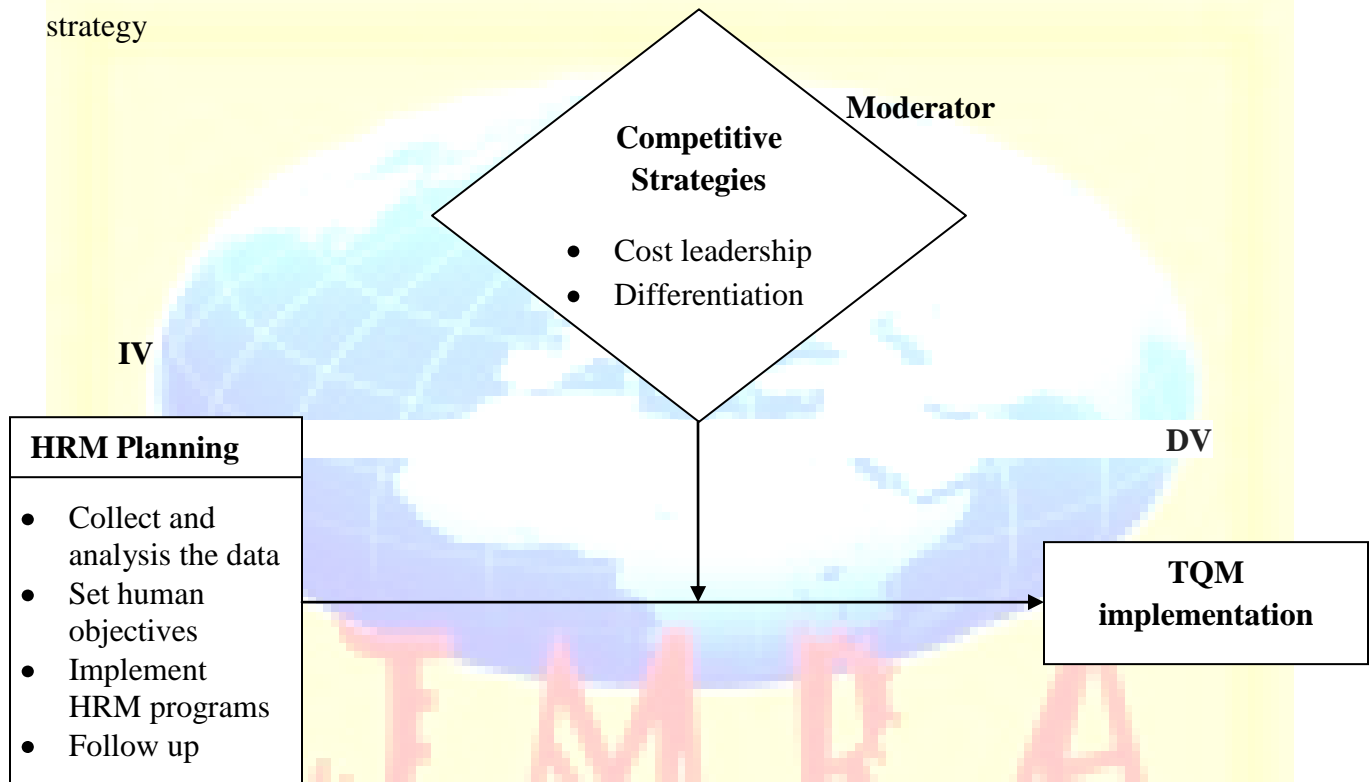 strategy
Moderator
Competitive
Strategies
• Cost leadership
• Differentiation
IV
DV
HRM Planning
• Collect and
analysis the data
• Set human
objectives
• Implement
HRM programs
• Follow up
TQM
implementation